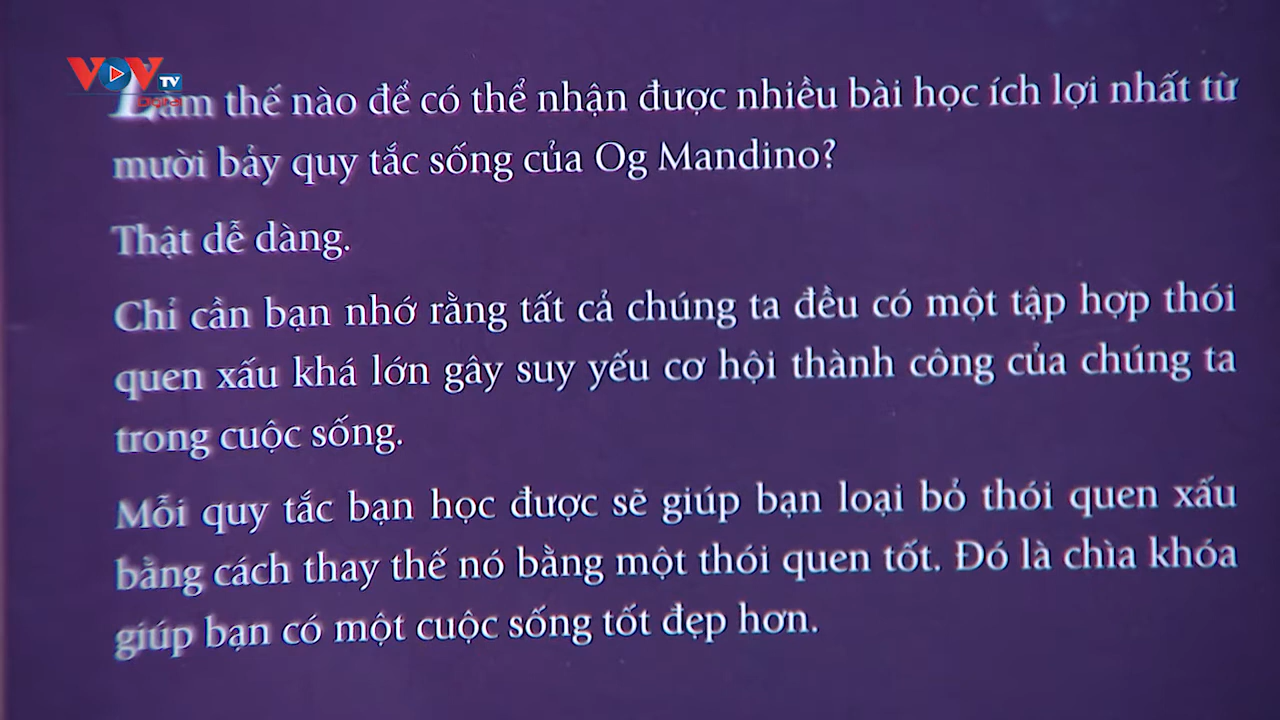 VOV TV
Làm thế nào để có thể nhận được nhiều bài học ích lợi nhất từ
mười bảy quy tắc sống của Og Mandino?
Thật dễ dàng.
Chỉ cần bạn nhớ rằng tất cả chúng ta đều có một tập hợp thói
quen xấu khá lớn gây suy yếu cơ hội thành công của chúng ta
trong cuộc sống.
Mỗi quy tắc bạn học được sẽ giúp bạn loại bỏ thói quen xấu
bằng cách thay thế nó bằng một thói quen tốt. Đó là chìa khóa
giúp bạn có một cuộc sống tốt đẹp hơn.